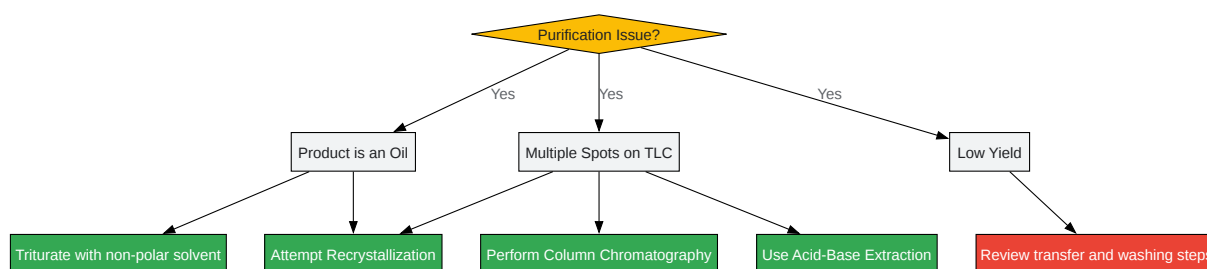 Purification Issue?
Yes
Yes
Yes
Product is an Oil
Multiple Spots on TLC
Low Yield
Triturate with non-polar solvent
Attempt Recrystallization
Perform Column Chromatography
Use Acid-Base Extraction
Review transfer and washing steps